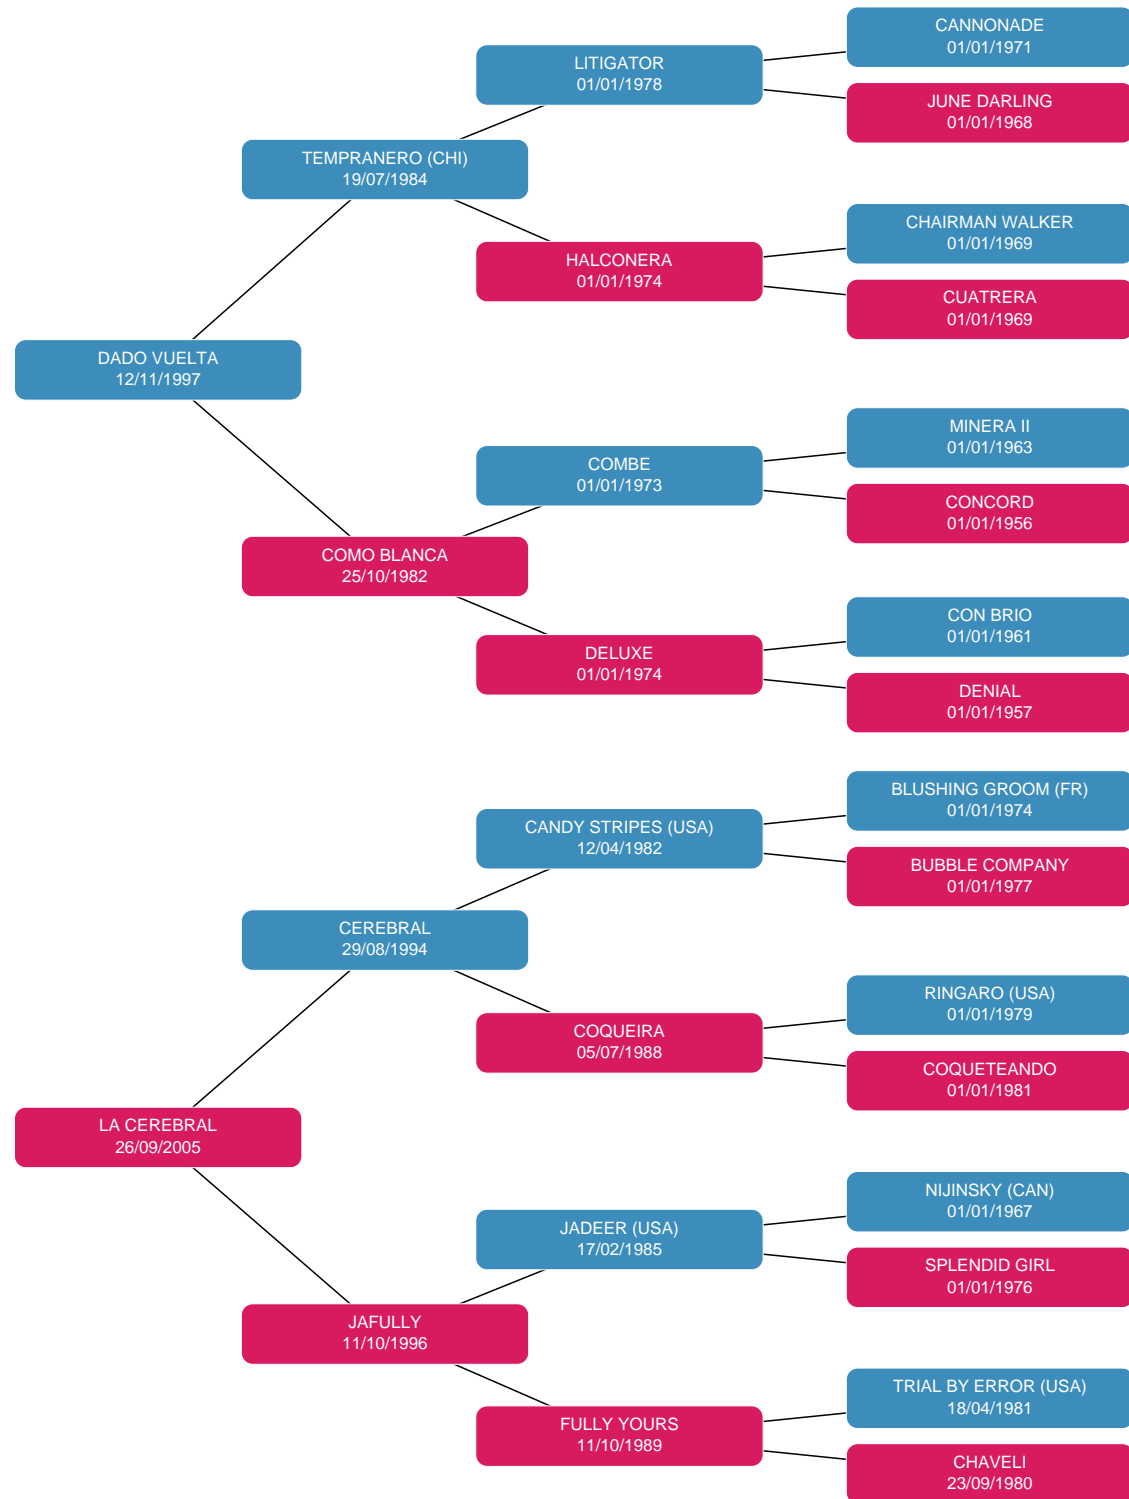 CANNONADE
01/01/1971
LITIGATOR
01/01/1978
JUNE DARLING
01/01/1968
TEMPRANERO (CHI)
19/07/1984
CHAIRMAN WALKER
01/01/1969
HALCONERA
01/01/1974
CUATRERA
01/01/1969
DADO VUELTA
12/11/1997
MINERA II
01/01/1963
COMBE
01/01/1973
CONCORD
01/01/1956
COMO BLANCA
25/10/1982
CON BRIO
01/01/1961
DELUXE
01/01/1974
DENIAL
01/01/1957
BLUSHING GROOM (FR)
01/01/1974
CANDY STRIPES (USA)
12/04/1982
BUBBLE COMPANY
01/01/1977
CEREBRAL
29/08/1994
RINGARO (USA)
01/01/1979
COQUEIRA
05/07/1988
COQUETEANDO
01/01/1981
LA CEREBRAL
26/09/2005
NIJINSKY (CAN)
01/01/1967
JADEER (USA)
17/02/1985
SPLENDID GIRL
01/01/1976
JAFULLY
11/10/1996
TRIAL BY ERROR (USA)
18/04/1981
FULLY YOURS
11/10/1989
CHAVELI
23/09/1980